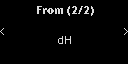 From (2/2)
< dH >